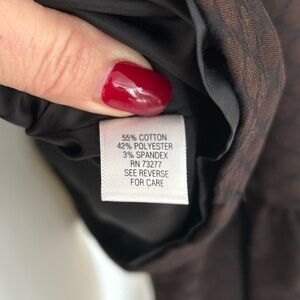 55% COTTON
42% POLYESTER
3% SPANDEX
RN 73277
SEE REVERSE
FOR CARE